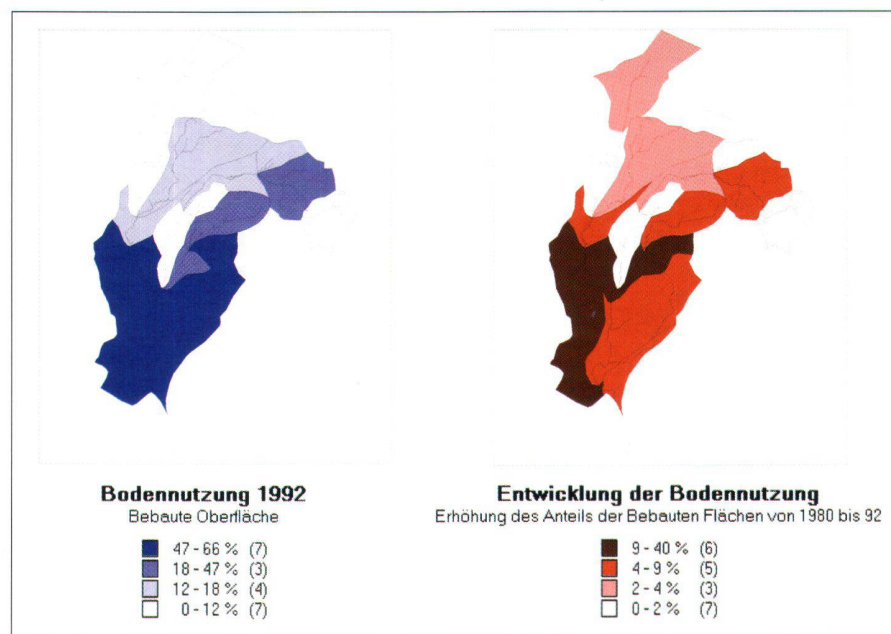 Bodennutzung 1992
Bebaute Oberfläche
47 - 66 % (7)
18 - 47 % (3)
12 - 18 % (4)
0 - 12 % (7)
Entwicklung der Bodennutzung
Erhöhung des Anteils der Bebauten Flächen von 1980 bis 92
9 - 40 % (6)
4 - 9 % (5)
2 - 4 % (3)
0 - 2 % (7)